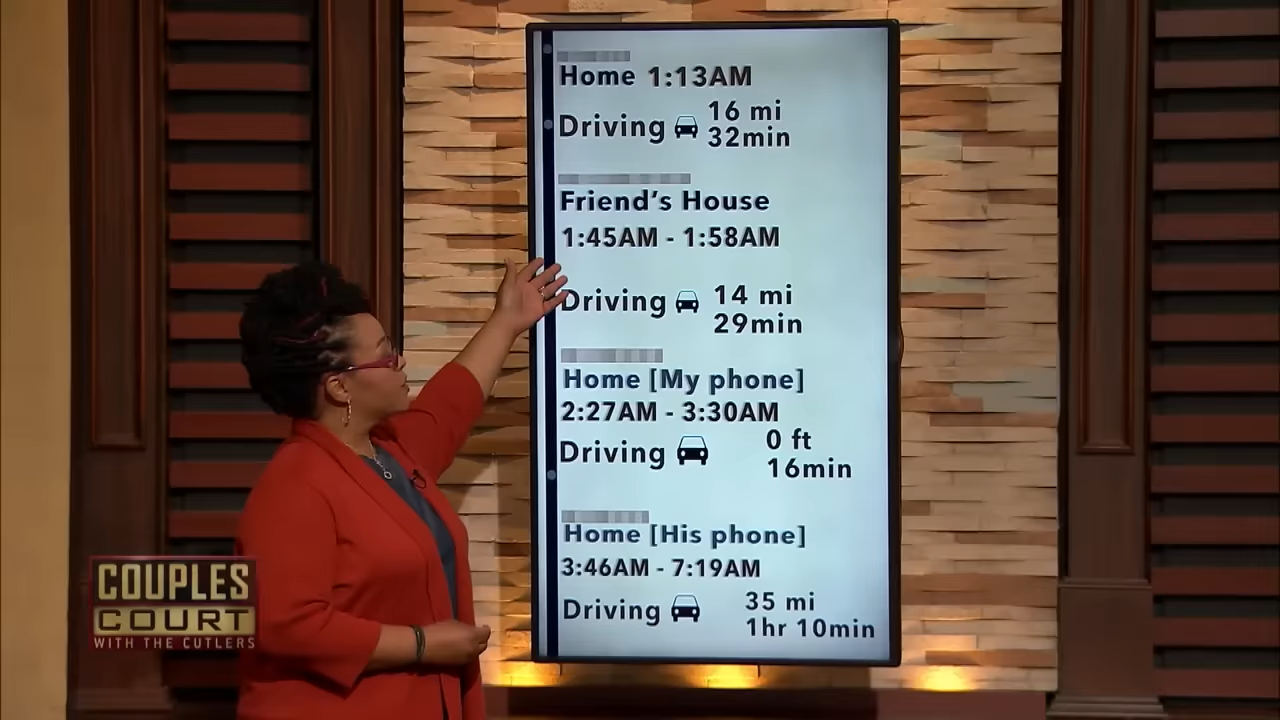 Home 1:13AM
Driving 16 mi
32min
Friend's House
1:45AM - 1:58AM
Driving 14 mi
29min
Home [My phone]
2:27AM - 3:30AM
Driving 0 ft
16min
Home [His phone]
3:46AM - 7:19AM
Driving 35 mi
1hr 10min
COUPLES
COURT
WITH THE CUTLERS